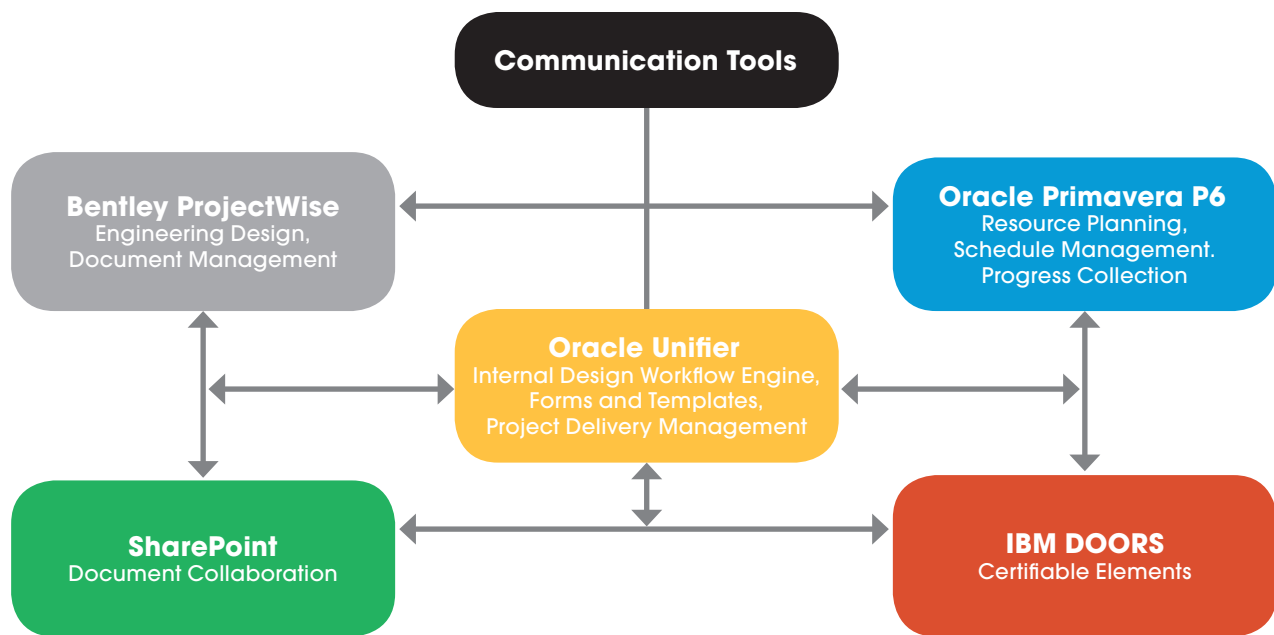 Communication Tools
Bentley ProjectWise
Engineering Design,
Document Management
Oracle Primavera P6
Resource Planning,
Schedule Management.
Progress Collection
Oracle Unifier
Internal Design Workflow Engine,
Forms and Templates,
Project Delivery Management
SharePoint
Document Collaboration
IBM DOORS
Certifiable Elements